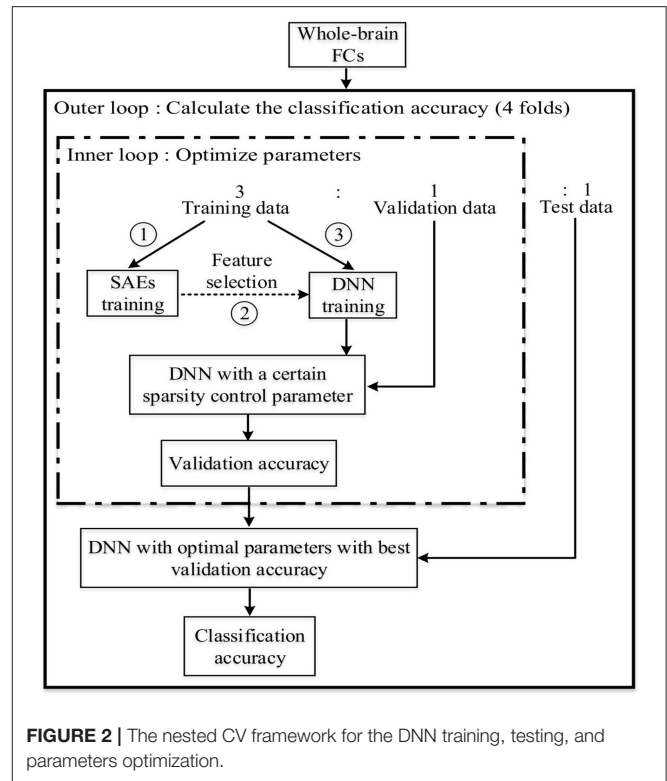 Whole-brain
FCs
Outer loop : Calculate the classification accuracy (4 folds)
Inner loop : Optimize parameters
3 : 1 : 1
Training data Validation data Test data
① ③
Feature
selection
②
SAEs
training
DNN
training
DNN with a certain
sparsity control parameter
Validation accuracy
DNN with optimal parameters with best
validation accuracy
Classification
accuracy
FIGURE 2 | The nested CV framework for the DNN training, testing, and
parameters optimization.